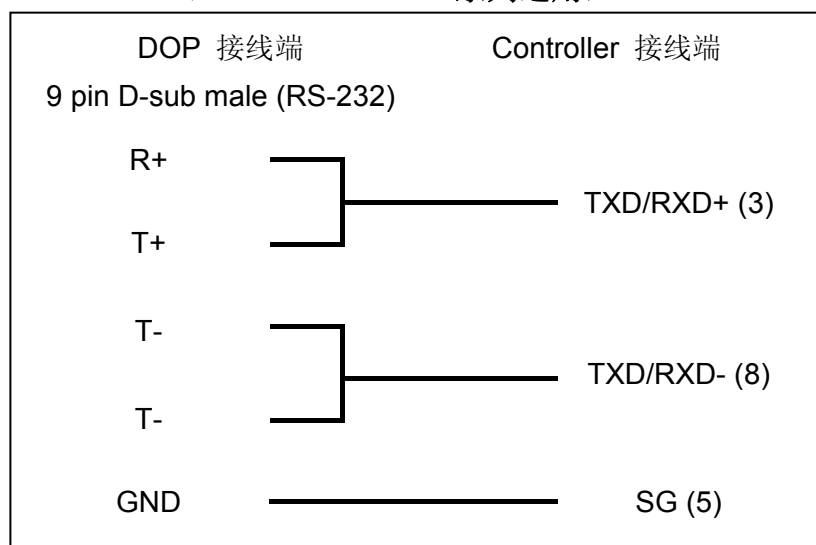 DOP 接线端 Controller 接线端
9 pin D-sub male (RS-232)
R+
TXD/RXD+ (3)
T+
T-
TXD/RXD- (8)
T-
GND SG (5)